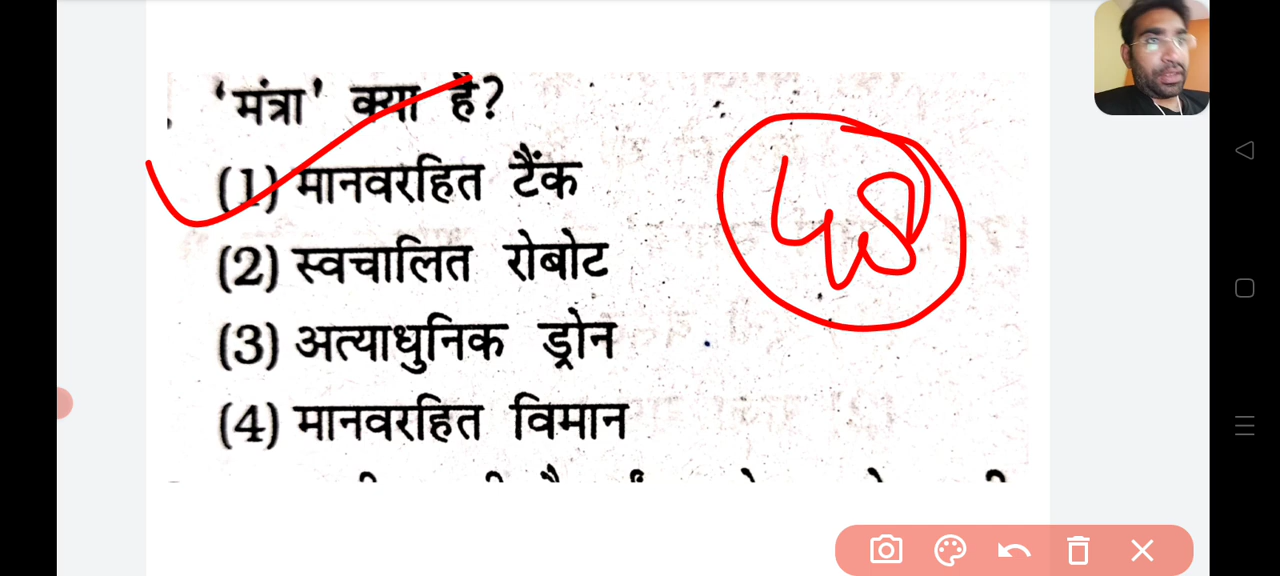 'मंत्रा' क्या है?
(1) मानवरहित टैंक
(2) स्वचालित रोबोट
(3) अत्याधुनिक ड्रोन
(4) मानवरहित विमान